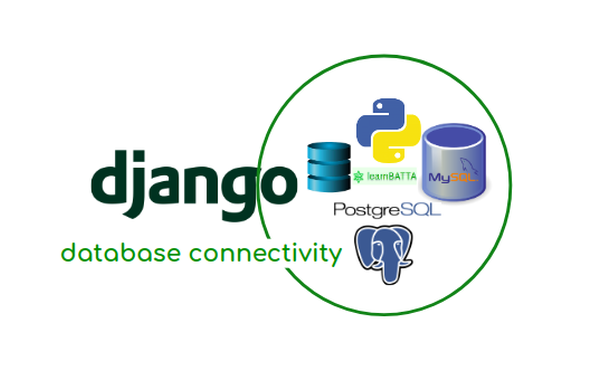 django
learnBATTA
MySQL
PostgreSQL
database connectivity